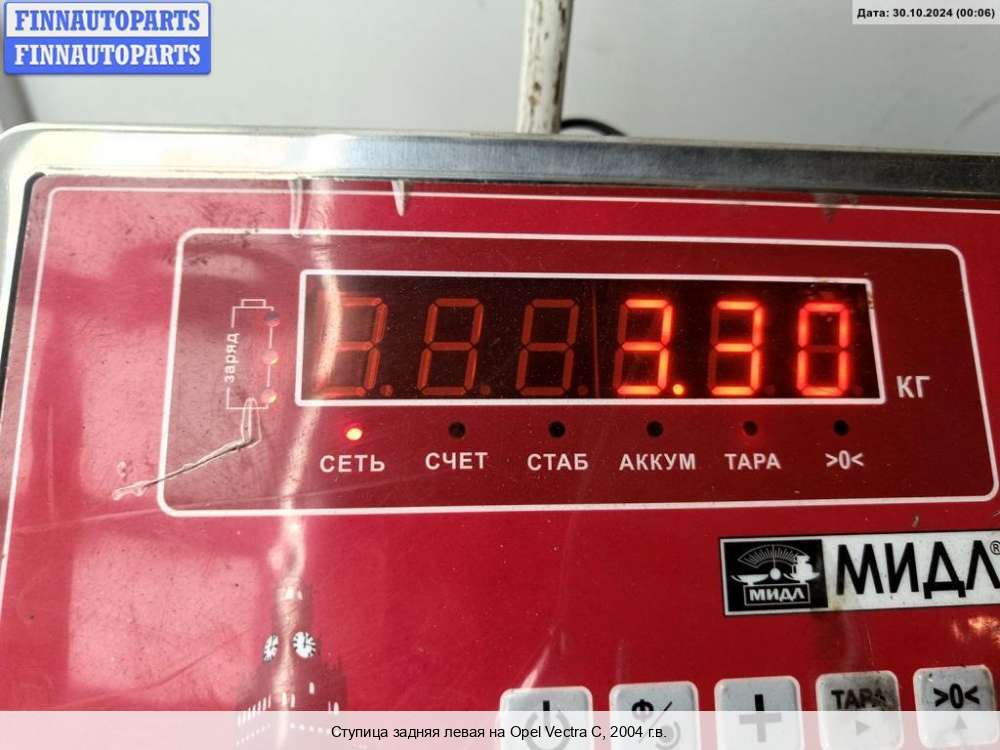 FINNAUTOPARTS
FINNAUTOPARTS
Дата: 30.10.2024 (00:06)
заряд
3.30
КГ
СЕТЬ СЧЕТ СТАБ АККУМ ТАРА >0<
МИДЛ
МИДЛ®
ТАРА >0<
Ступица задняя левая на Opel Vectra C, 2004 г.в.